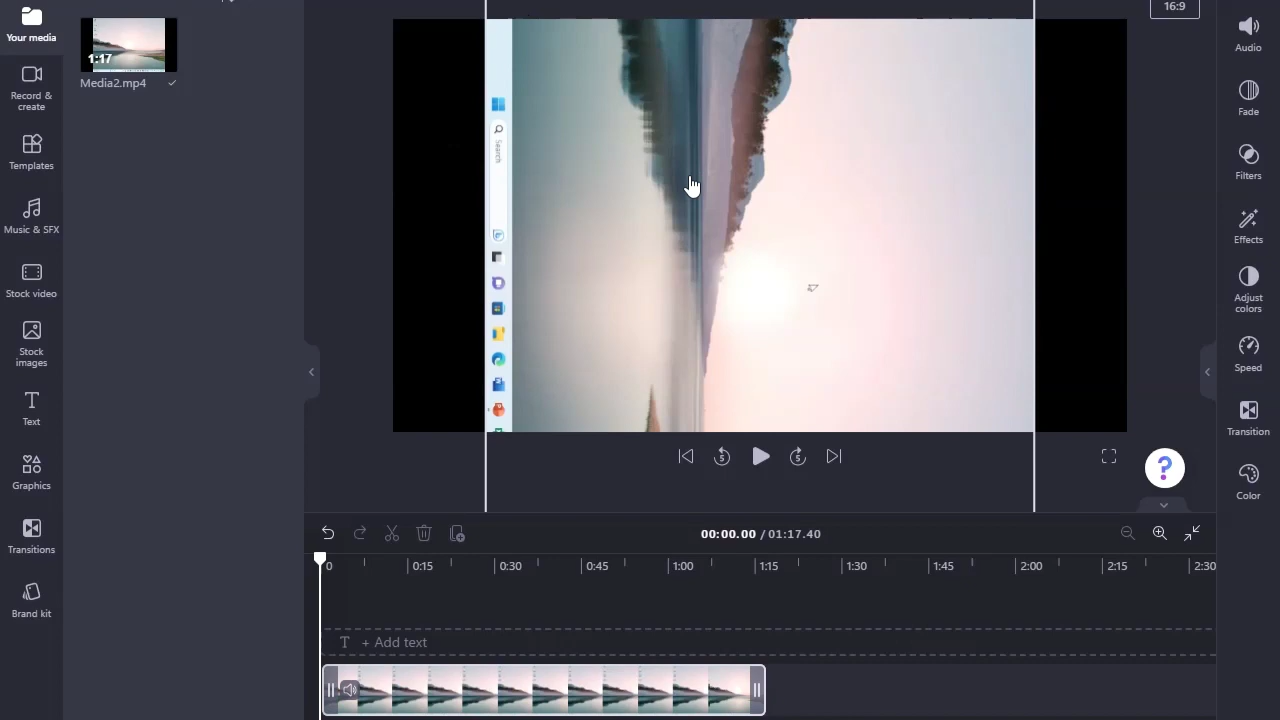 Your media
Record &
create
Templates
Music & SFX
Stock video
Stock
images
Text
Graphics
Transitions
Brand kit
1:17
Media2.mp4
16:9
Search
5
5
?
Audio
Fade
Filters
Effects
Adjust
colors
Speed
Transition
Color
00:00.00 / 01:17.40
0
0:15
0:30
0:45
1:00
1:15
1:30
1:45
2:00
2:15
2:30
T + Add text